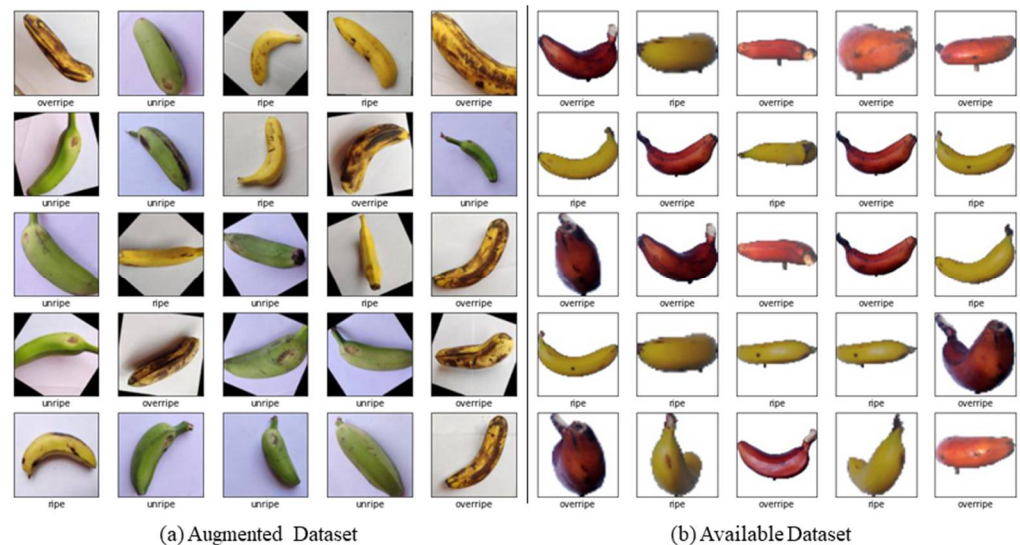 overripe unripe ripe ripe overripe overripe ripe overripe overripe overripe
unripe unripe ripe overripe unripe ripe overripe ripe overripe ripe
unripe ripe unripe ripe overripe overripe overripe overripe overripe ripe
unripe overripe unripe unripe overripe ripe ripe ripe ripe overripe
ripe unripe unripe unripe overripe overripe ripe overripe ripe overripe
(a) Augmented Dataset (b) Available Dataset